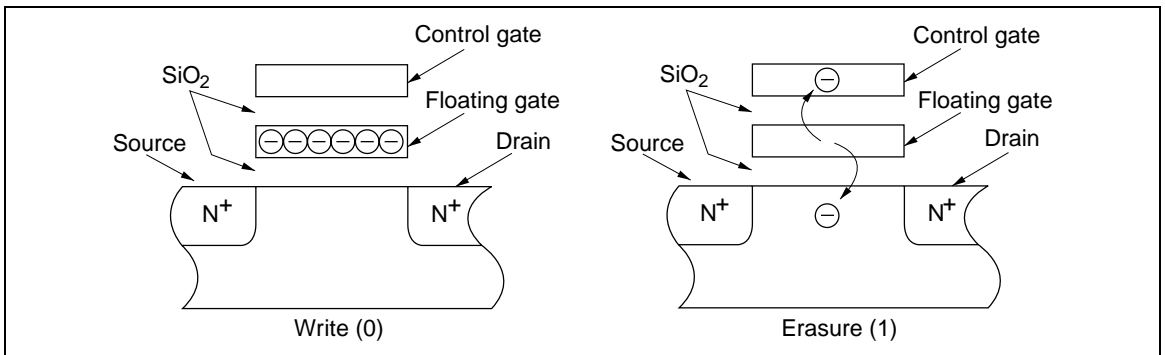 Control gate
SiO2
Floating gate
− − − − − −
Source
Drain
N+
N+
Write (0)
Control gate
−
SiO2
Floating gate
Source
Drain
N+
−
N+
Erasure (1)